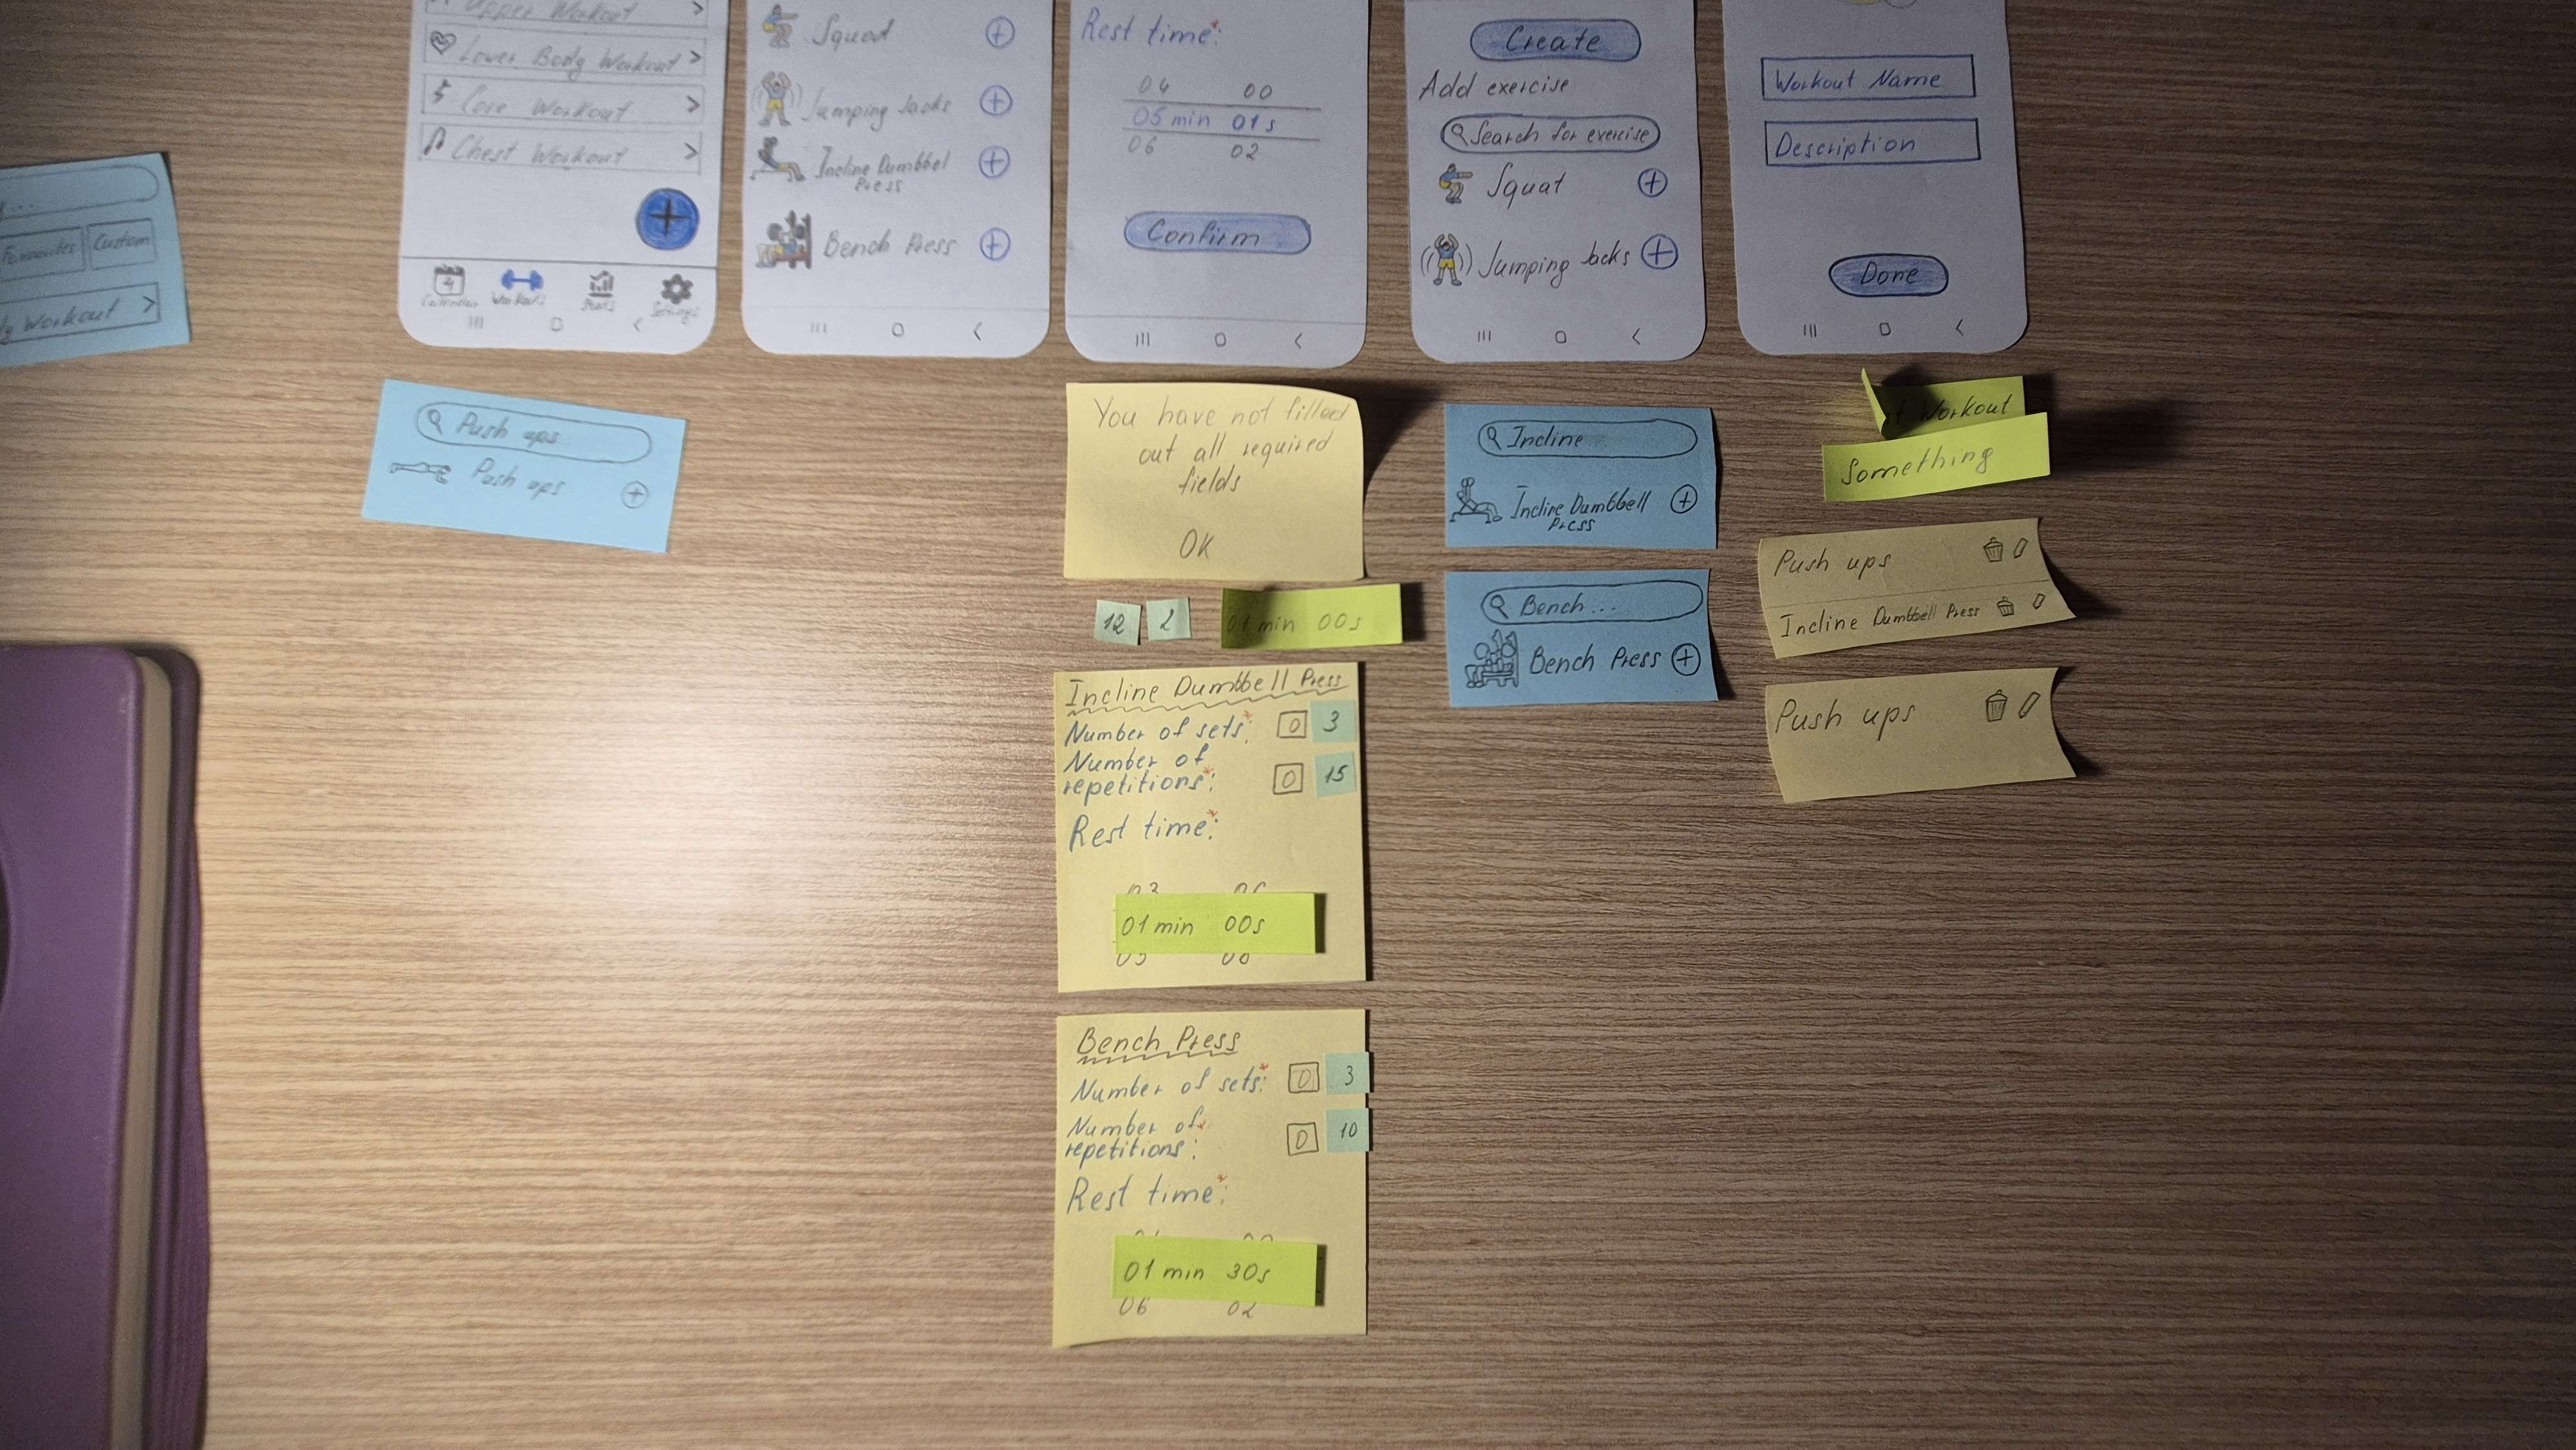 Favourites Custom
Workout >
Upper Workout >
Lower Body Workout >
Core Workout >
Chest Workout >
+
4
Calendar Workouts Stats Settings
Squat +
Jumping Jacks +
Incline Dumbbel
Press +
Bench Press +
Rest time*:
04 00
05 min 01s
06 02
Confirm
Create
Add exercise
Search for exercise
Squat +
Jumping Jacks +
Workout Name
Description
Done
Push ups
Push ups +
You have not filled
out all required
fields
OK
12 2 01 min 00s
Incline Dumbbell Press
Number of sets*: 0 3
Number of
repetitions*: 0 15
Rest time*:
03 06
01 min 00s
Bench Press
Number of sets*: 0 3
Number of*
repetitions: 0 10
Rest time*:
01 min 30s
06 02
Incline
Incline Dumbbell +
Press
Bench...
Bench Press +
Workout
Something
Push ups
Incline Dumbbell Press
Push ups